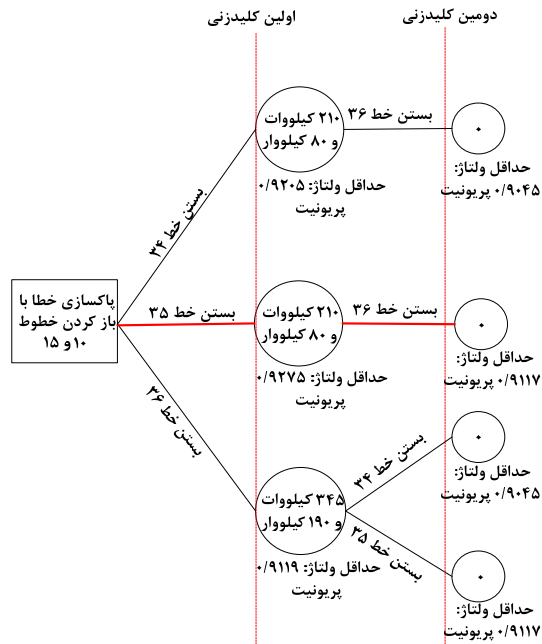 اولین کلیدزنی
دومین کلیدزنی
۲۱۰ کیلووات
و ۸۰ کیلووار
بستن خط ۳۶
۰
حداقل ولتاژ: ۰/۹۲۰۵
پریونیت
حداقل ولتاژ:
۰/۹۰۴۵ پریونیت
بستن خط ۳۴
پاکسازی خطا با
باز کردن خطوط
۱۰ و ۱۵
بستن خط ۳۵
۲۱۰ کیلووات
و ۸۰ کیلووار
بستن خط ۳۶
۰
حداقل ولتاژ: ۰/۹۲۷۵
پریونیت
حداقل ولتاژ:
۰/۹۱۱۷ پریونیت
بستن خط ۳۶
۳۴۵ کیلووات
و ۱۹۰ کیلووار
حداقل ولتاژ: ۰/۹۱۱۹
پریونیت
بستن خط ۳۴
۰
حداقل ولتاژ:
۰/۹۰۴۵ پریونیت
بستن خط ۳۵
۰
حداقل ولتاژ:
۰/۹۱۱۷ پریونیت